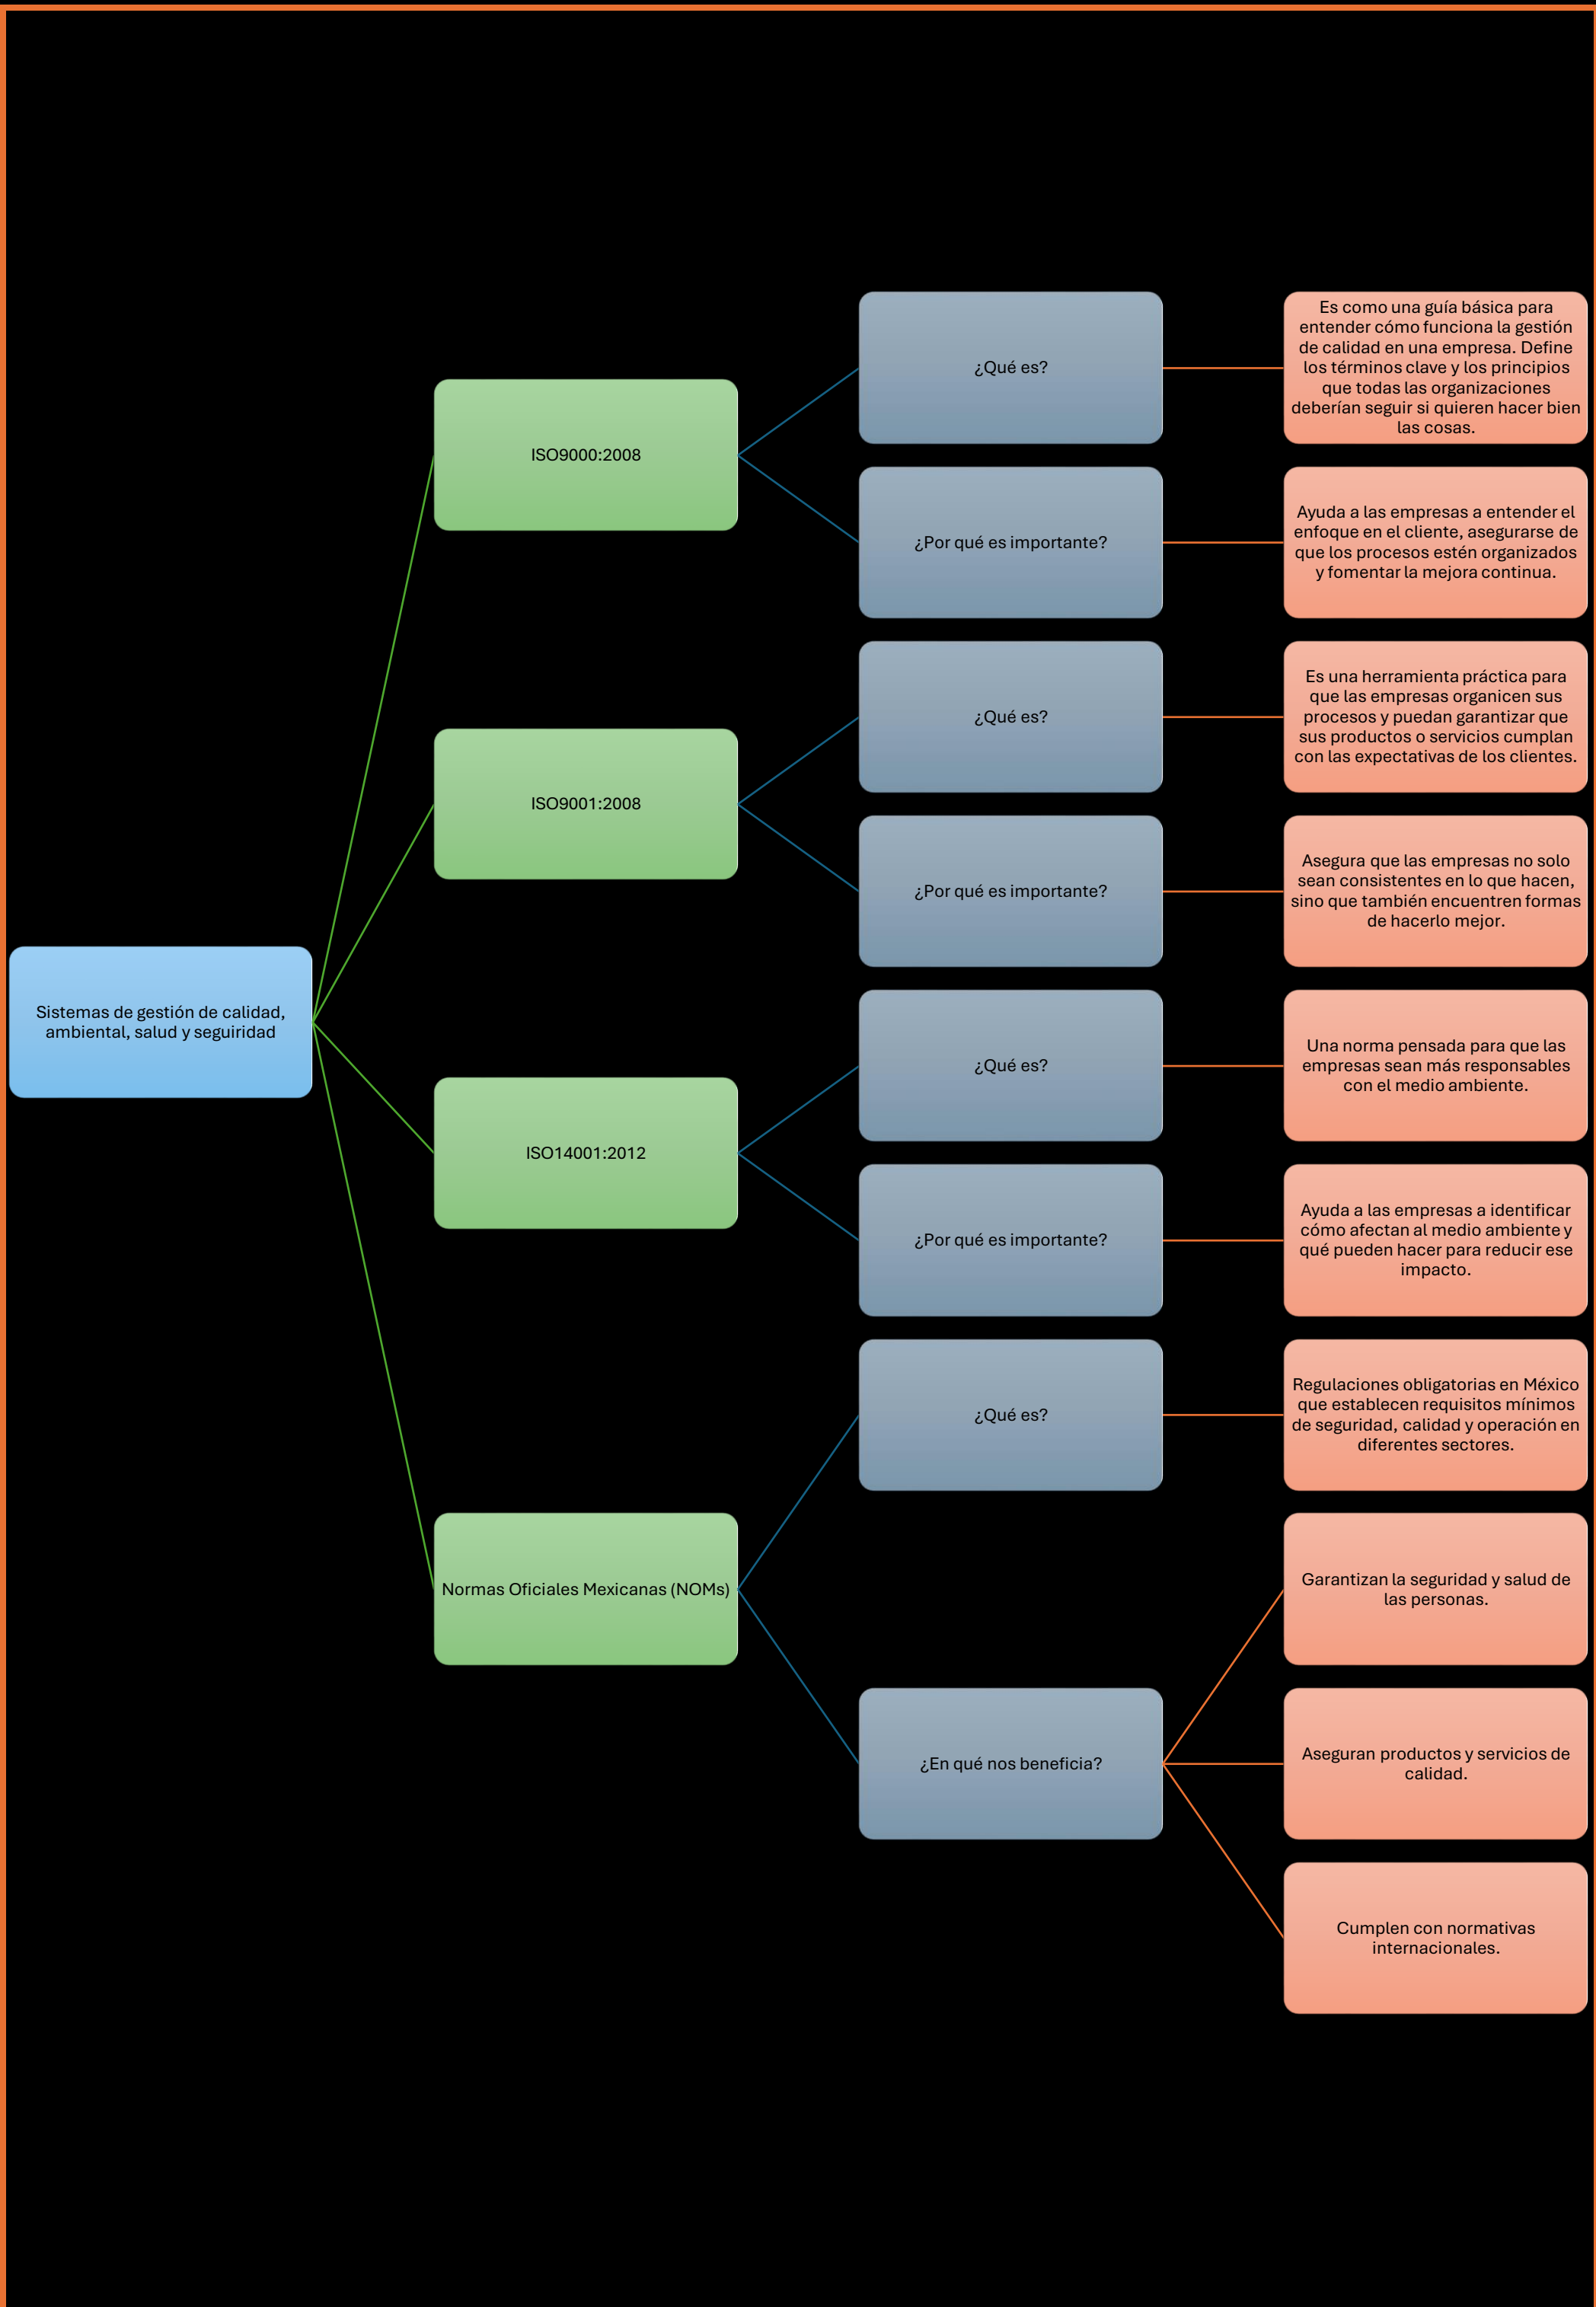 Sistemas de gestión de calidad,
ambiental, salud y seguiridad
ISO9000:2008
¿Qué es?
Es como una guía básica para
entender cómo funciona la gestión
de calidad en una empresa. Define
los términos clave y los principios
que todas las organizaciones
deberían seguir si quieren hacer bien
las cosas.
¿Por qué es importante?
Ayuda a las empresas a entender el
enfoque en el cliente, asegurarse de
que los procesos estén organizados
y fomentar la mejora continua.
ISO9001:2008
¿Qué es?
Es una herramienta práctica para
que las empresas organicen sus
procesos y puedan garantizar que
sus productos o servicios cumplan
con las expectativas de los clientes.
¿Por qué es importante?
Asegura que las empresas no solo
sean consistentes en lo que hacen,
sino que también encuentren formas
de hacerlo mejor.
ISO14001:2012
¿Qué es?
Una norma pensada para que las
empresas sean más responsables
con el medio ambiente.
¿Por qué es importante?
Ayuda a las empresas a identificar
cómo afectan al medio ambiente y
qué pueden hacer para reducir ese
impacto.
Normas Oficiales Mexicanas (NOMs)
¿Qué es?
Regulaciones obligatorias en México
que establecen requisitos mínimos
de seguridad, calidad y operación en
diferentes sectores.
¿En qué nos beneficia?
Garantizan la seguridad y salud de
las personas.
Aseguran productos y servicios de
calidad.
Cumplen con normativas
internacionales.